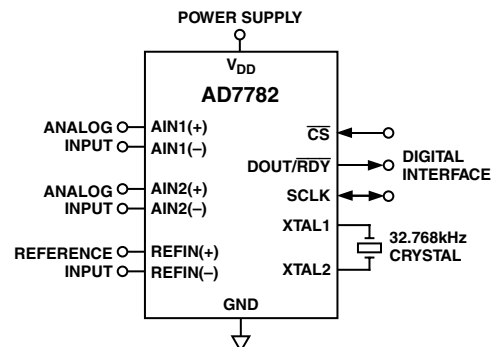 POWER SUPPLY
VDD
AD7782
ANALOG
INPUT
AIN1(+)
AIN1(–)
ANALOG
INPUT
AIN2(+)
AIN2(–)
REFERENCE
INPUT
REFIN(+)
REFIN(–)
CS
DOUT/RDY
SCLK
DIGITAL
INTERFACE
XTAL1
XTAL2
32.768kHz
CRYSTAL
GND